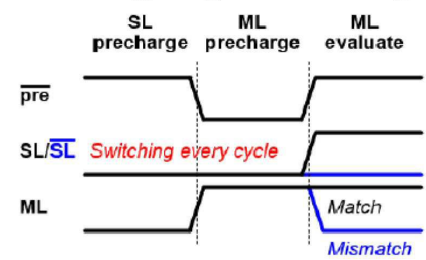 SL ML ML
precharge precharge evaluate
pre
SL/SL Switching every cycle
ML Match
Mismatch